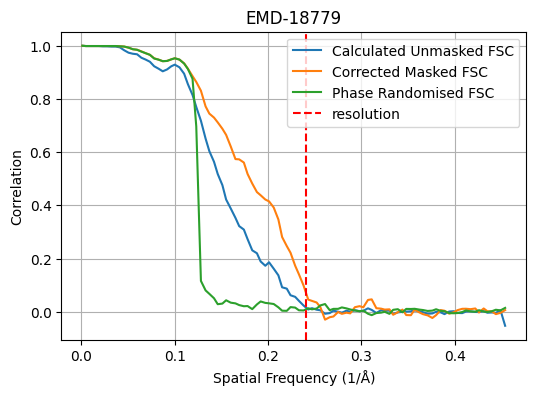 EMD-18779
Calculated Unmasked FSC
Corrected Masked FSC
Phase Randomised FSC
resolution
Correlation
1.0
0.8
0.6
0.4
0.2
0.0
0.0 0.1 0.2 0.3 0.4
Spatial Frequency (1/Å)